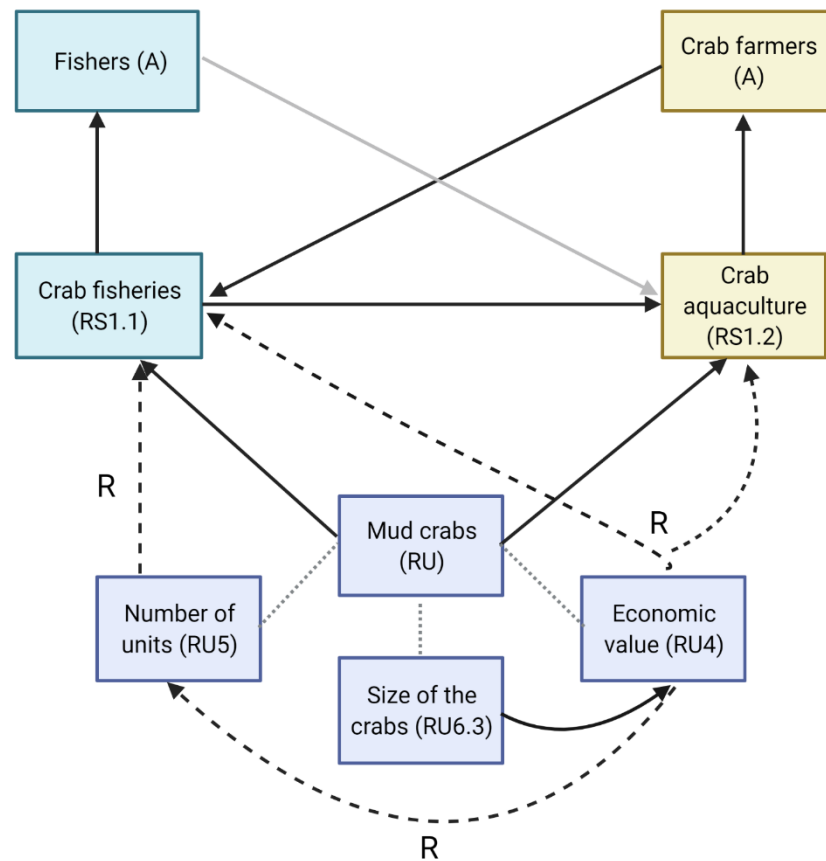 Fishers (A)
Crab farmers
(A)
Crab fisheries
(RS1.1)
Crab
aquaculture
(RS1.2)
R
R
Mud crabs
(RU)
Number of
units (RU5)
Economic
value (RU4)
Size of the
crabs (RU6.3)
R